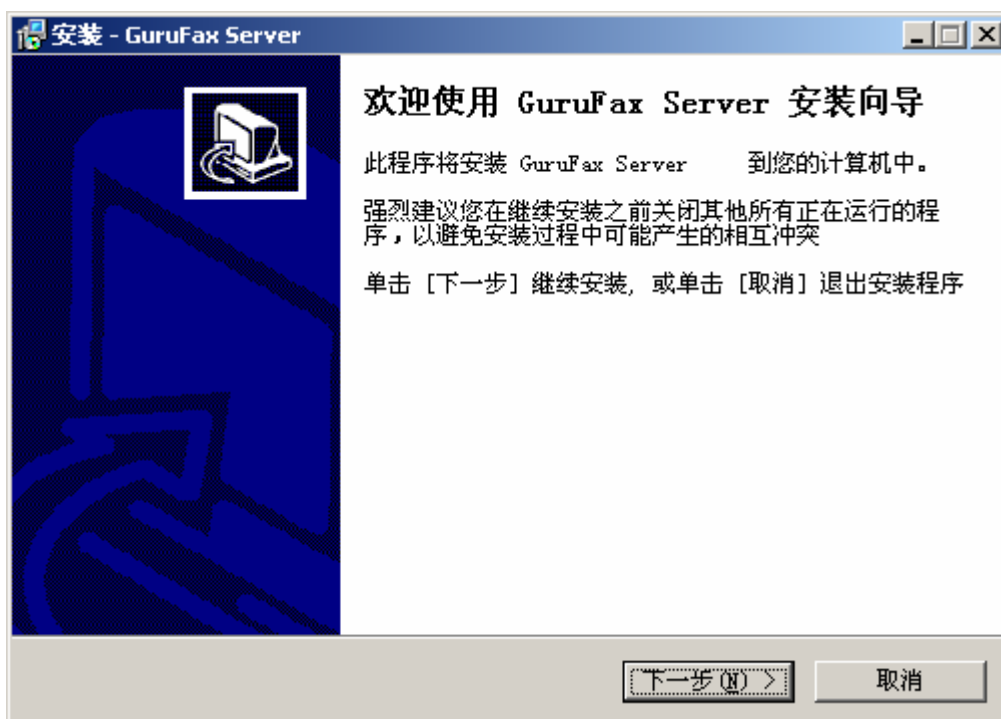 安装 - GuruFax Server
欢迎使用 GuruFax Server 安装向导
此程序将安装 GuruFax Server 到您的计算机中。
强烈建议您在继续安装之前关闭其他所有正在运行的程
序，以避免安装过程中可能产生的相互冲突
单击 [下一步] 继续安装, 或单击 [取消] 退出安装程序
下一步(N) >
取消